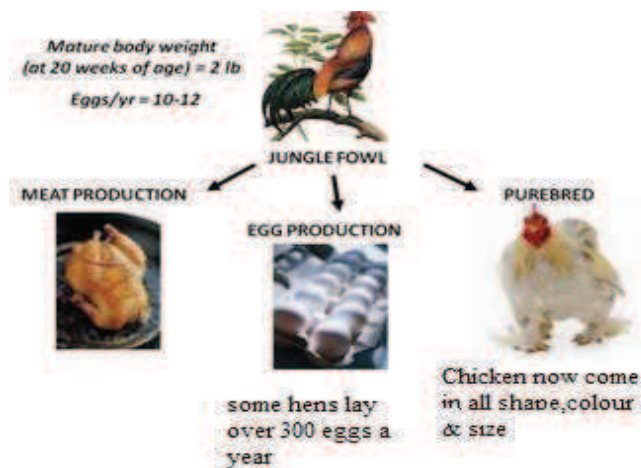 Mature body weight
(at 20 weeks of age) = 2 lb
Eggs/yr = 10-12
JUNGLE FOWL
MEAT PRODUCTION
EGG PRODUCTION
PUREBRED
some hens lay
over 300 eggs a
year
Chicken now come
in all shape,colour
& size